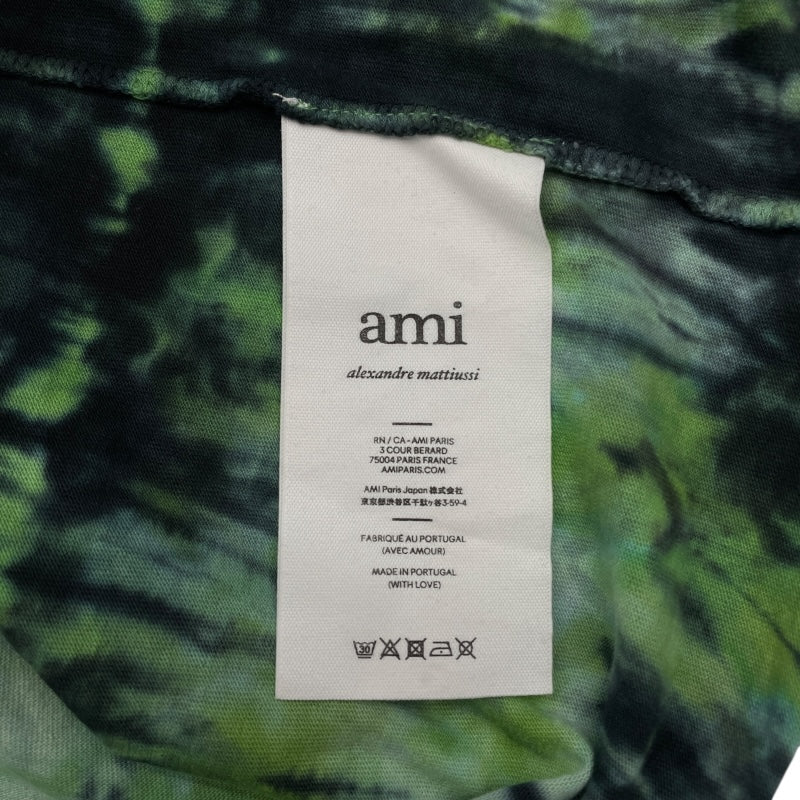 ami
alexandre mattiussi
RN / CA - AMI PARIS
3 COUR BERARD
75004 PARIS FRANCE
AMIPARIS.COM
AMI Paris Japan 株式会社
東京都渋谷区千駄ヶ谷3-59-4
FABRIQUÉ AU PORTUGAL
(AVEC AMOUR)
MADE IN PORTUGAL
(WITH LOVE)
30